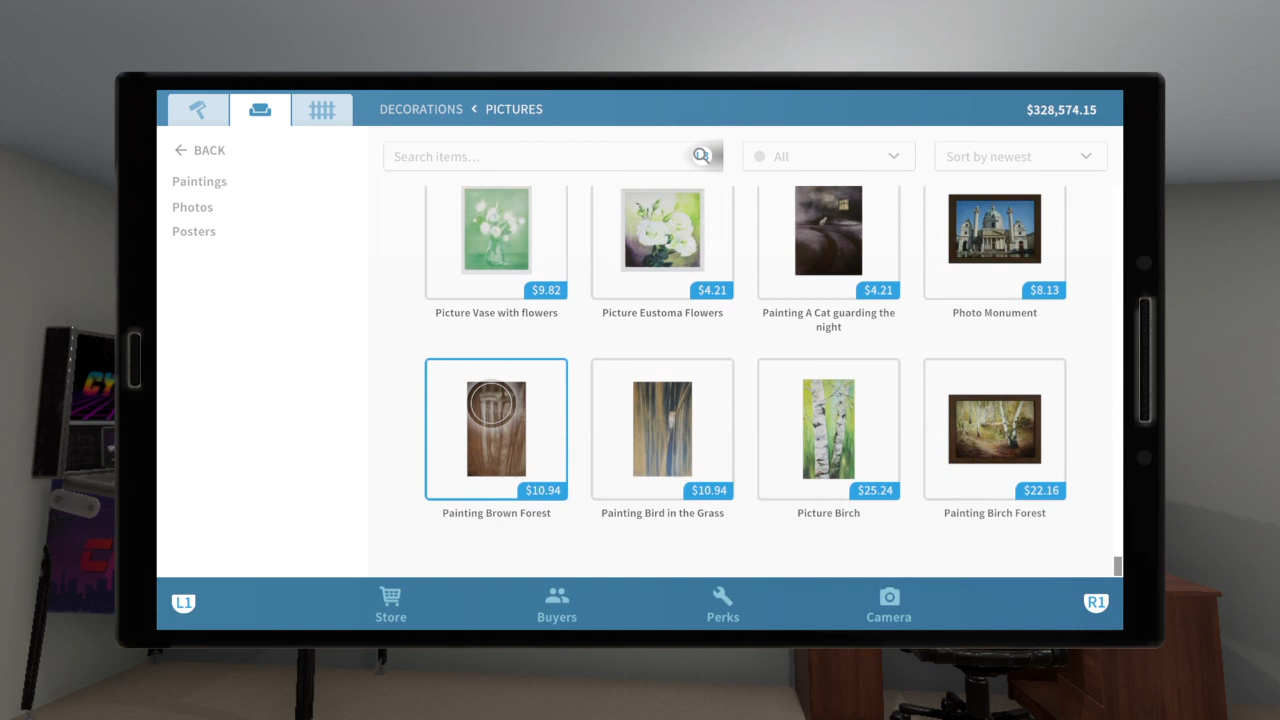 DECORATIONS < PICTURES
$328,574.15
BACK
Paintings
Photos
Posters
Search items...
All
Sort by newest
$9.82
$4.21
$4.21
$8.13
Picture Vase with flowers
Picture Eustoma Flowers
Painting A Cat guarding the
night
Photo Monument
$10.94
$10.94
$25.24
$22.16
Painting Brown Forest
Painting Bird in the Grass
Picture Birch
Painting Birch Forest
L1
Store
Buyers
Perks
Camera
R1
CY